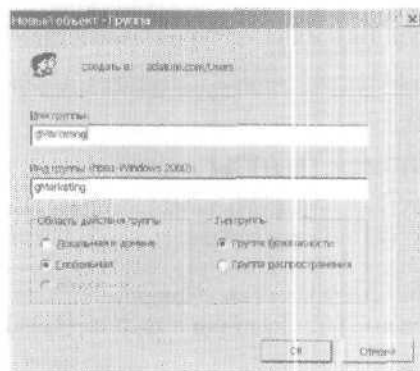 Новый объект - Группа
Создать в: adatum.com/Users
Имя группы:
gMarketing
Имя группы (пред-Windows 2000):
gMarketing
Область действия группы
Тип группы
Локальная в домене
Группа безопасности
Глобальная
Группа распространения
OK
Отмена